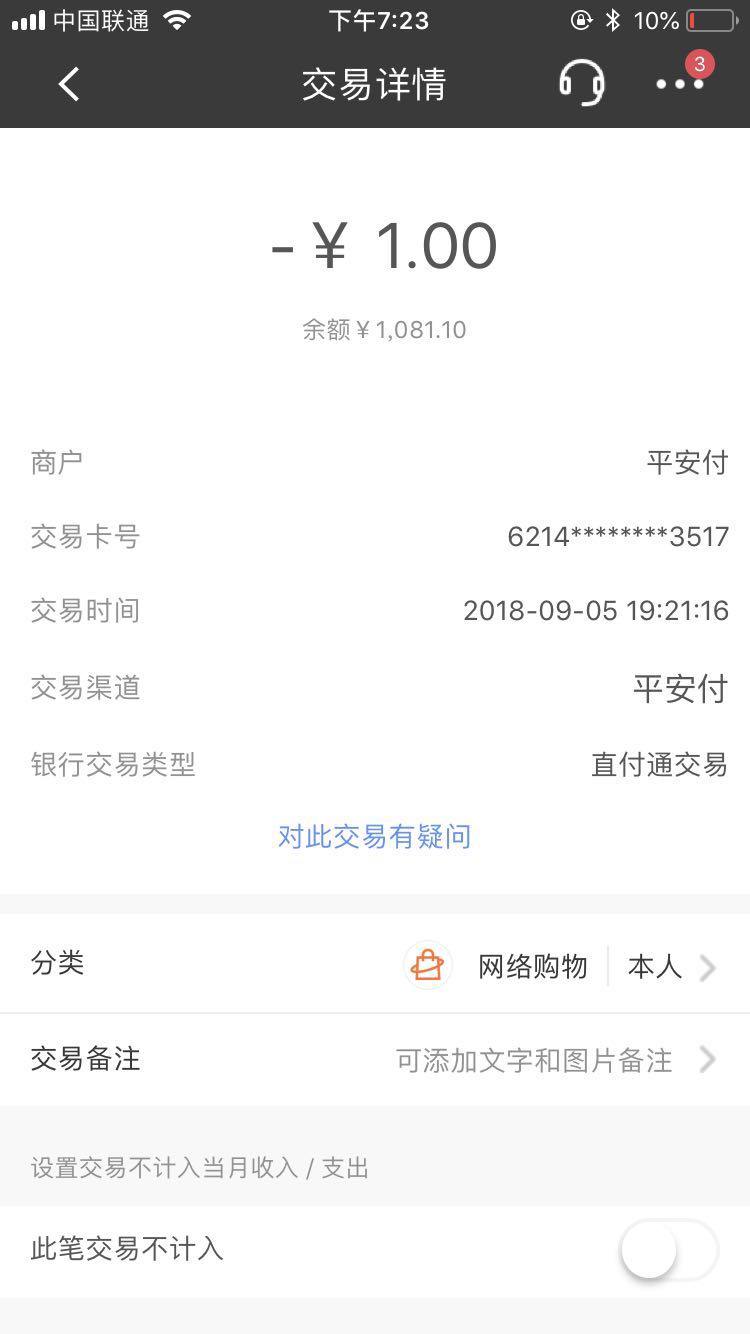 中国联通 下午7:23 10%
交易详情 3
-￥ 1.00
余额￥1,081.10
商户 平安付
交易卡号 6214********3517
交易时间 2018-09-05 19:21:16
交易渠道 平安付
银行交易类型 直付通交易
对此交易有疑问
分类 网络购物 本人
交易备注 可添加文字和图片备注
设置交易不计入当月收入 / 支出
此笔交易不计入